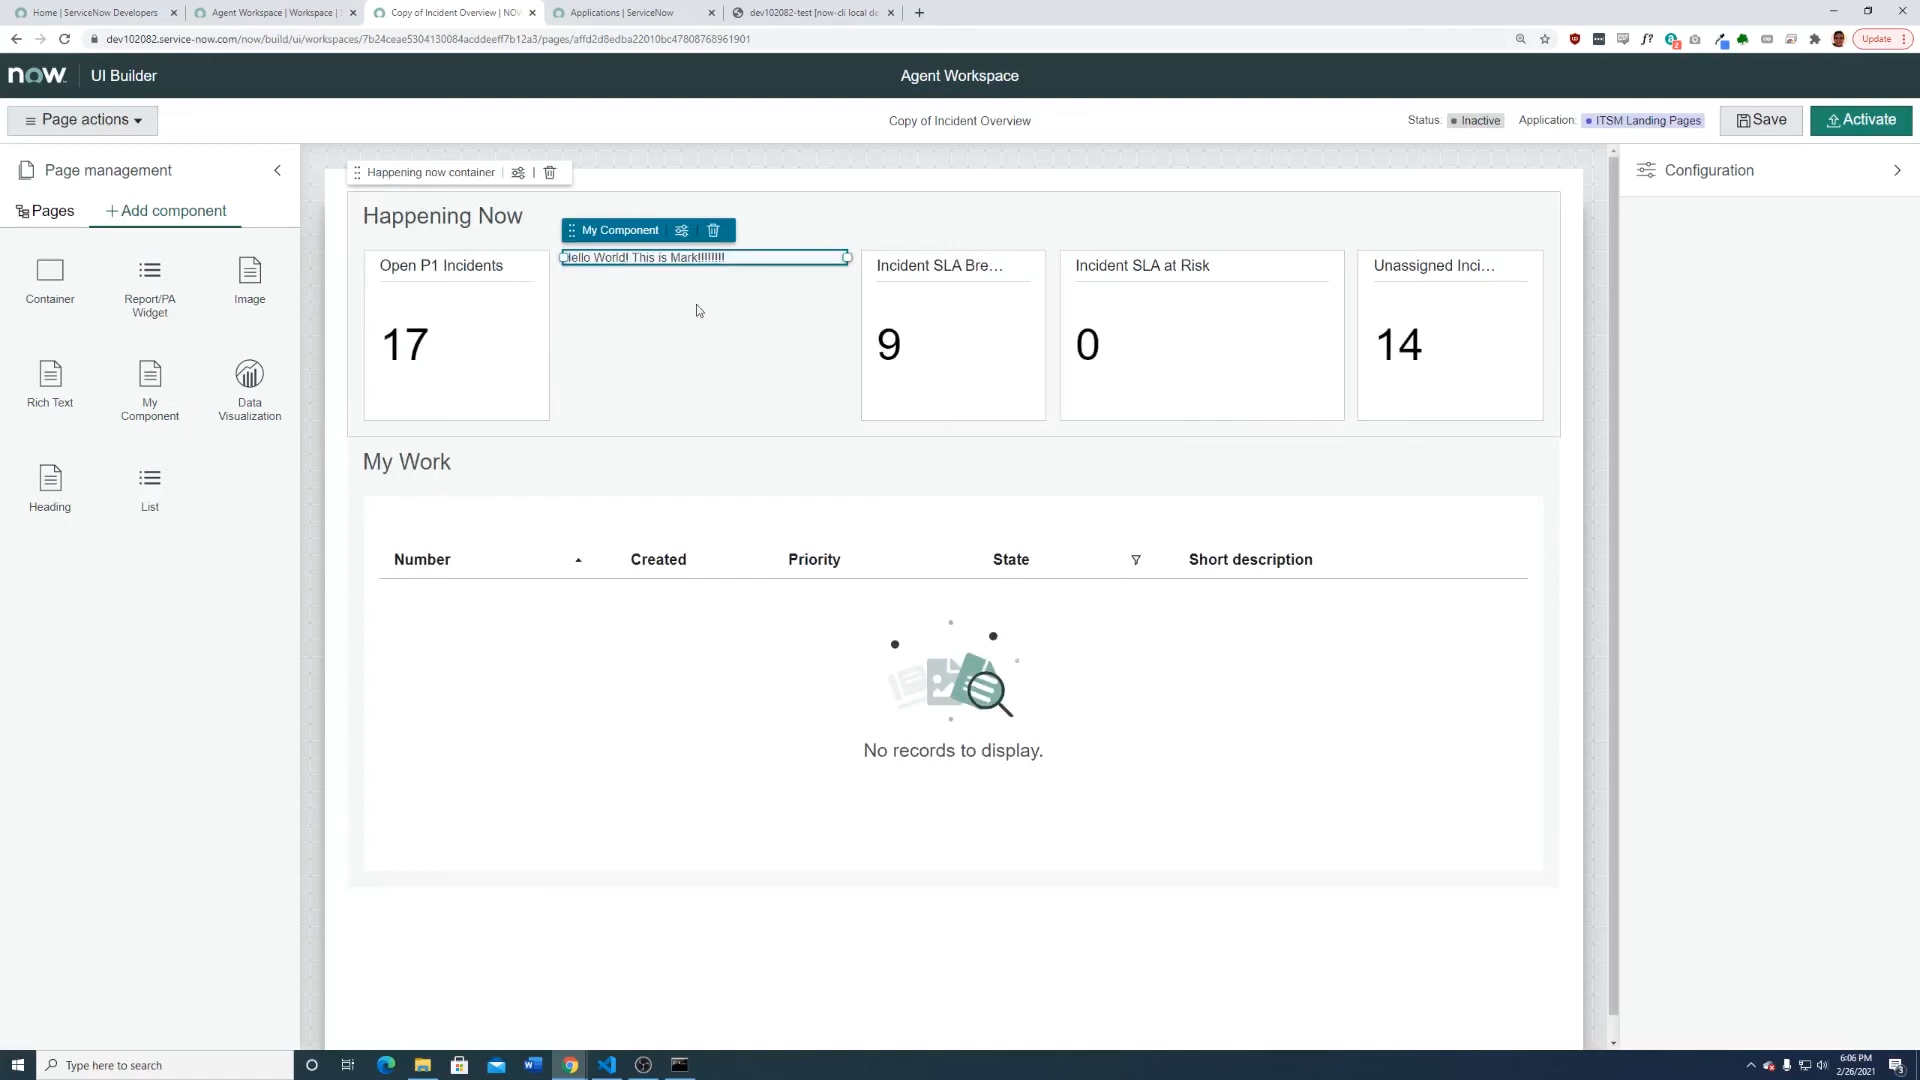 Home | ServiceNow Developers
Agent Workspace | Workspace |
Copy of Incident Overview | NOW
Applications | ServiceNow
dev102082-test [now-cli local de
dev102082.service-now.com/now/build/ui/workspaces/7b24ceae5304130084acddeeff7b12a3/pages/affd2d8edba22010bc47808768961901
f?
Update
now
UI Builder
Agent Workspace
Page actions
Copy of Incident Overview
Status:
Inactive
Application:
ITSM Landing Pages
Save
Activate
Page management
Pages
Add component
Container
Report/PA
Widget
Image
Rich Text
My
Component
Data
Visualization
Heading
List
Happening now container
Happening Now
My Component
Hello World! This is Mark!!!!!!!!
Open P1 Incidents
17
Incident SLA Bre...
9
Incident SLA at Risk
0
Unassigned Inci...
14
My Work
Number
Created
Priority
State
Short description
No records to display.
Configuration
Type here to search
6:06 PM
2/26/2021